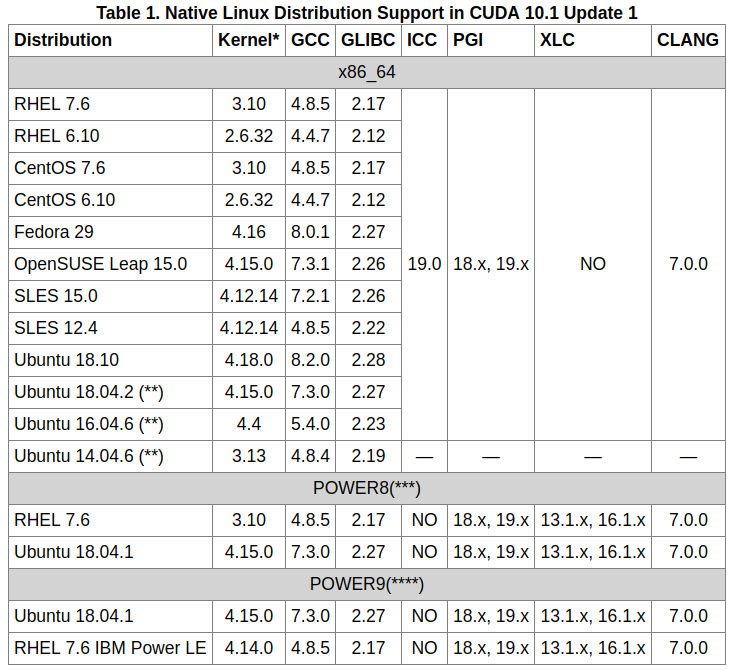 Table 1. Native Linux Distribution Support in CUDA 10.1 Update 1
Distribution Kernel* GCC GLIBC ICC PGI XLC CLANG
x86_64
RHEL 7.6 3.10 4.8.5 2.17
RHEL 6.10 2.6.32 4.4.7 2.12
CentOS 7.6 3.10 4.8.5 2.17
CentOS 6.10 2.6.32 4.4.7 2.12
Fedora 29 4.16 8.0.1 2.27
OpenSUSE Leap 15.0 4.15.0 7.3.1 2.26 19.0 18.x, 19.x NO 7.0.0
SLES 15.0 4.12.14 7.2.1 2.26
SLES 12.4 4.12.14 4.8.5 2.22
Ubuntu 18.10 4.18.0 8.2.0 2.28
Ubuntu 18.04.2 (**) 4.15.0 7.3.0 2.27
Ubuntu 16.04.6 (**) 4.4 5.4.0 2.23
Ubuntu 14.04.6 (**) 3.13 4.8.4 2.19 — — — —
POWER8(***)
RHEL 7.6 3.10 4.8.5 2.17 NO 18.x, 19.x 13.1.x, 16.1.x 7.0.0
Ubuntu 18.04.1 4.15.0 7.3.0 2.27 NO 18.x, 19.x 13.1.x, 16.1.x 7.0.0
POWER9(****)
Ubuntu 18.04.1 4.15.0 7.3.0 2.27 NO 18.x, 19.x 13.1.x, 16.1.x 7.0.0
RHEL 7.6 IBM Power LE 4.14.0 4.8.5 2.17 NO 18.x, 19.x 13.1.x, 16.1.x 7.0.0